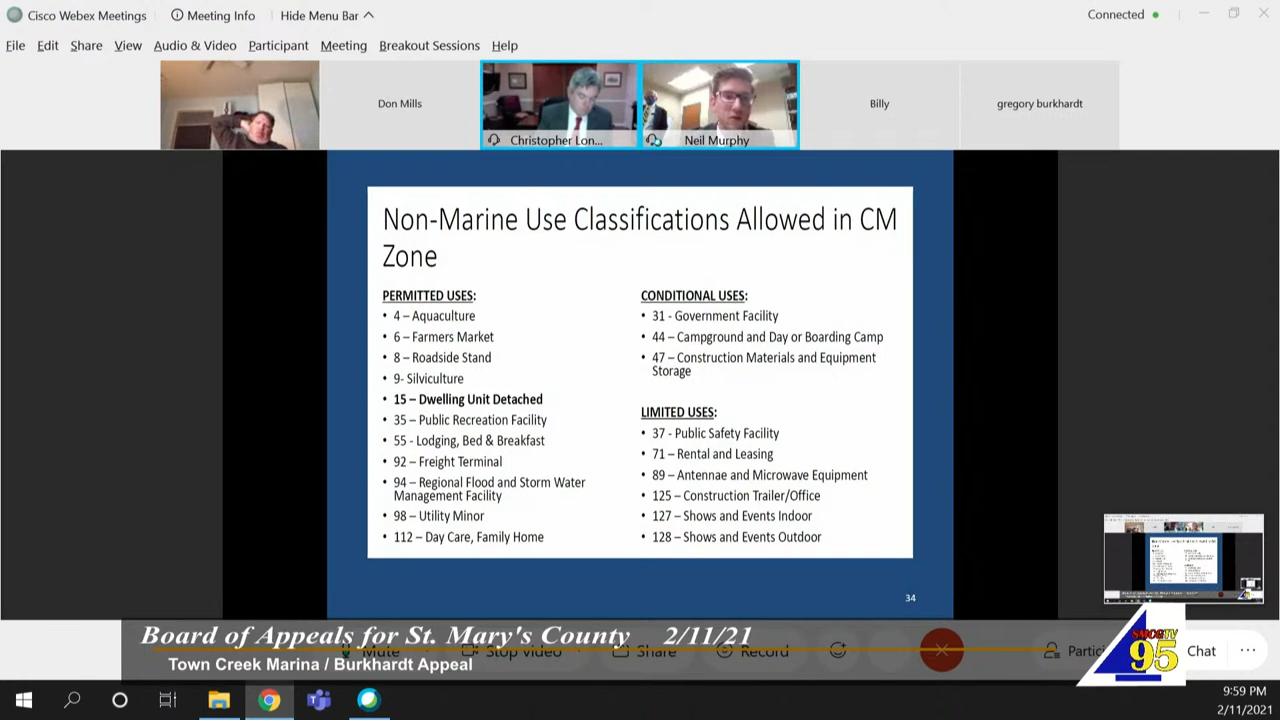 Cisco Webex Meetings
Meeting Info
Hide Menu Bar
Connected
File Edit Share View Audio & Video Participant Meeting Breakout Sessions Help
Don Mills
Christopher Lon...
Neil Murphy
Billy
gregory burkhardt
Non-Marine Use Classifications Allowed in CM
Zone
PERMITTED USES:
• 4 – Aquaculture
• 6 – Farmers Market
• 8 – Roadside Stand
• 9- Silviculture
• 15 – Dwelling Unit Detached
• 35 – Public Recreation Facility
• 55 - Lodging, Bed & Breakfast
• 92 – Freight Terminal
• 94 – Regional Flood and Storm Water
Management Facility
• 98 – Utility Minor
• 112 – Day Care, Family Home
CONDITIONAL USES:
• 31 - Government Facility
• 44 – Campground and Day or Boarding Camp
• 47 – Construction Materials and Equipment
Storage
LIMITED USES:
• 37 - Public Safety Facility
• 71 – Rental and Leasing
• 89 – Antennae and Microwave Equipment
• 125 – Construction Trailer/Office
• 127 – Shows and Events Indoor
• 128 – Shows and Events Outdoor
34
Board of Appeals for St. Mary's County 2/11/21
Mute
Stop video
Share
Record
Town Creek Marina / Burkhardt Appeal
SMCGTV
95
Chat
9:59 PM
2/11/2021